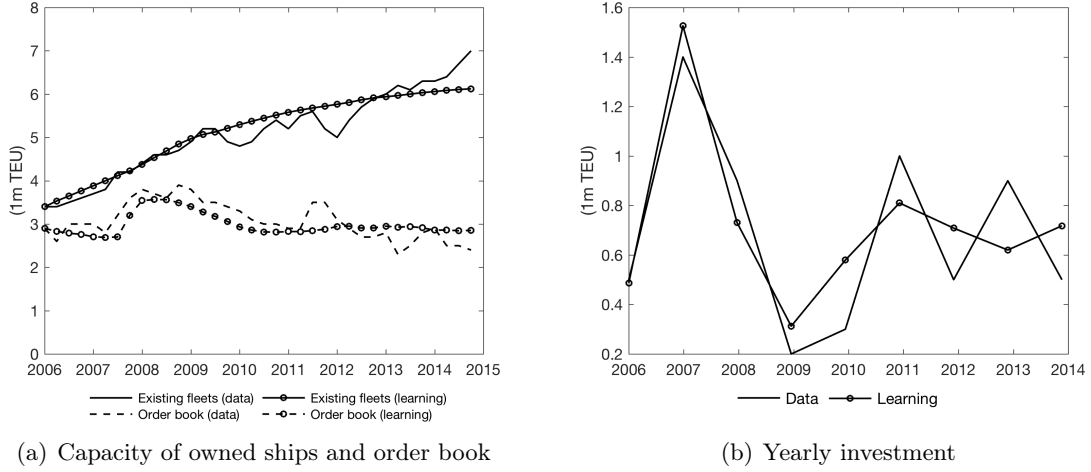 8
7
6
5
4
3
2
1
0
(1m TEU)
2006 2007 2008 2009 2010 2011 2012 2013 2014 2015
Existing fleets (data) Existing fleets (learning)
Order book (data) Order book (learning)
(a) Capacity of owned ships and order book
1.6
1.4
1.2
1
0.8
0.6
0.4
0.2
(1m TEU)
2006 2007 2008 2009 2010 2011 2012 2013 2014
Data Learning
(b) Yearly investment